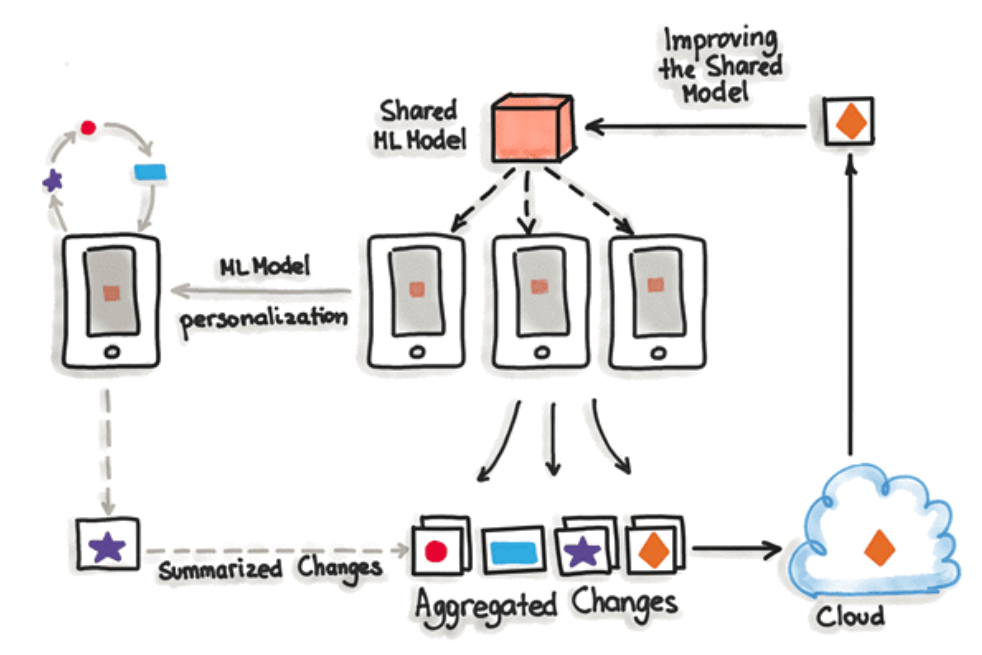 Improving
the Shared
Model
Shared
ML Model
ML Model
personalization
Summarized Changes
Aggregated Changes
Cloud